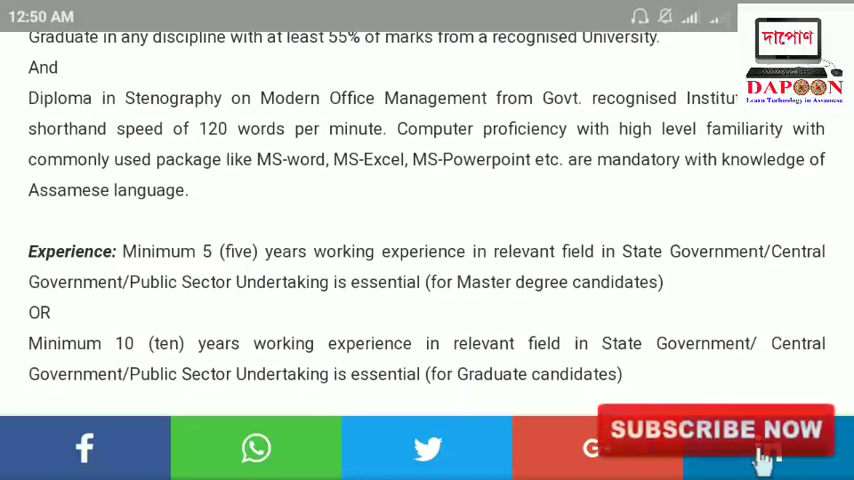 12:50 AM
Graduate in any discipline with at least 55% of marks from a recognised University.
And
Diploma in Stenography on Modern Office Management from Govt. recognised Institut
shorthand speed of 120 words per minute. Computer proficiency with high level familiarity with
commonly used package like MS-word, MS-Excel, MS-Powerpoint etc. are mandatory with knowledge of
Assamese language.
Experience: Minimum 5 (five) years working experience in relevant field in State Government/Central
Government/Public Sector Undertaking is essential (for Master degree candidates)
OR
Minimum 10 (ten) years working experience in relevant field in State Government/ Central
Government/Public Sector Undertaking is essential (for Graduate candidates)
দাপোণ
DAPOON
Learn Technology in Assamese
SUBSCRIBE NOW